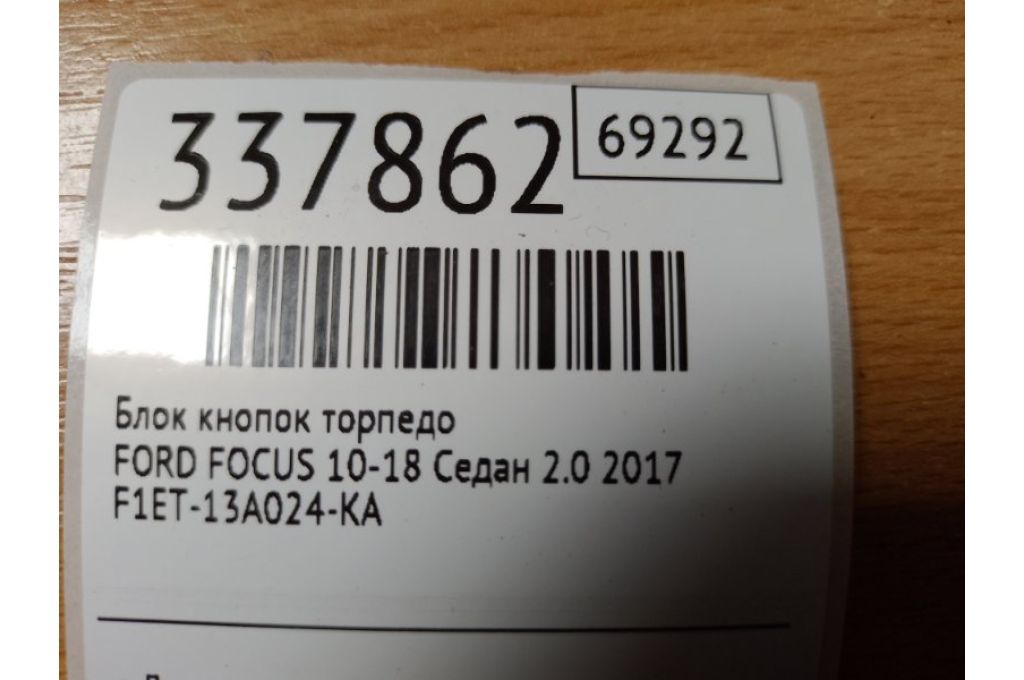 337862
69292
Блок кнопок торпедо
FORD FOCUS 10-18 Седан 2.0 2017
F1ET-13A024-KA